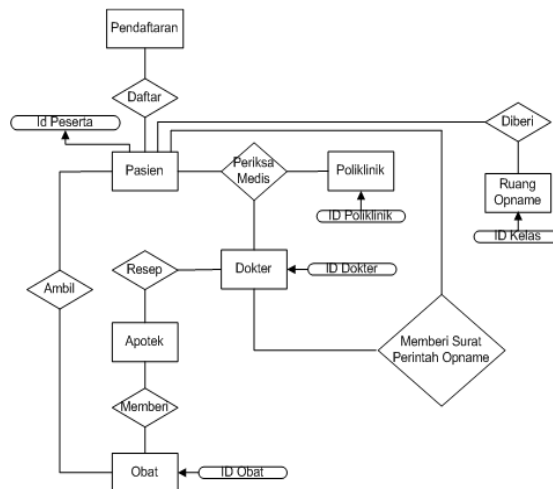 Pendaftaran
Daftar
Id Peserta
Diberi
Pasien
Periksa
Medis
Poliklinik
Ruang
Opname
ID Poliklinik
ID Kelas
Resep
Dokter
ID Dokter
Ambil
Apotek
Memberi Surat
Perintah Opname
Memberi
Obat
ID Obat